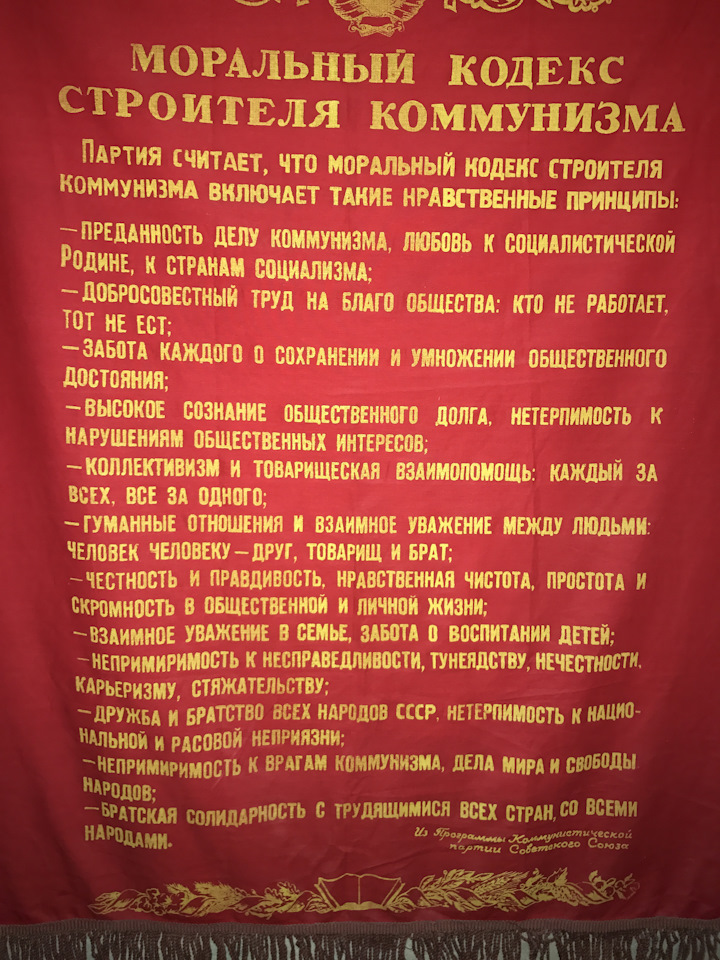 МОРАЛЬНЫЙ КОДЕКС
СТРОИТЕЛЯ КОММУНИЗМА
ПАРТИЯ СЧИТАЕТ, ЧТО МОРАЛЬНЫЙ КОДЕКС СТРОИТЕЛЯ
КОММУНИЗМА ВКЛЮЧАЕТ ТАКИЕ НРАВСТВЕННЫЕ ПРИНЦИПЫ:
—ПРЕДАННОСТЬ ДЕЛУ КОММУНИЗМА, ЛЮБОВЬ К СОЦИАЛИСТИЧЕСКОЙ
РОДИНЕ, К СТРАНАМ СОЦИАЛИЗМА;
—ДОБРОСОВЕСТНЫЙ ТРУД НА БЛАГО ОБЩЕСТВА: КТО НЕ РАБОТАЕТ,
ТОТ НЕ ЕСТ;
—ЗАБОТА КАЖДОГО О СОХРАНЕНИИ И УМНОЖЕНИИ ОБЩЕСТВЕННОГО
ДОСТОЯНИЯ;
—ВЫСОКОЕ СОЗНАНИЕ ОБЩЕСТВЕННОГО ДОЛГА, НЕТЕРПИМОСТЬ К
НАРУШЕНИЯМ ОБЩЕСТВЕННЫХ ИНТЕРЕСОВ;
—КОЛЛЕКТИВИЗМ И ТОВАРИЩЕСКАЯ ВЗАИМОПОМОЩЬ: КАЖДЫЙ ЗА
ВСЕХ, ВСЕ ЗА ОДНОГО;
—ГУМАННЫЕ ОТНОШЕНИЯ И ВЗАИМНОЕ УВАЖЕНИЕ МЕЖДУ ЛЮДЬМИ:
ЧЕЛОВЕК ЧЕЛОВЕКУ—ДРУГ, ТОВАРИЩ И БРАТ;
—ЧЕСТНОСТЬ И ПРАВДИВОСТЬ, НРАВСТВЕННАЯ ЧИСТОТА, ПРОСТОТА И
СКРОМНОСТЬ В ОБЩЕСТВЕННОЙ И ЛИЧНОЙ ЖИЗНИ;
—ВЗАИМНОЕ УВАЖЕНИЕ В СЕМЬЕ, ЗАБОТА О ВОСПИТАНИИ ДЕТЕЙ;
—НЕПРИМИРИМОСТЬ К НЕСПРАВЕДЛИВОСТИ, ТУНЕЯДСТВУ, НЕЧЕСТНОСТИ,
КАРЬЕРИЗМУ, СТЯЖАТЕЛЬСТВУ;
—ДРУЖБА И БРАТСТВО ВСЕХ НАРОДОВ СССР, НЕТЕРПИМОСТЬ К НАЦИО-
НАЛЬНОЙ И РАСОВОЙ НЕПРИЯЗНИ;
—НЕПРИМИРИМОСТЬ К ВРАГАМ КОММУНИЗМА, ДЕЛА МИРА И СВОБОДЫ
НАРОДОВ;
—БРАТСКАЯ СОЛИДАРНОСТЬ С ТРУДЯЩИМИСЯ ВСЕХ СТРАН, СО ВСЕМИ
НАРОДАМИ.
Из Программы Коммунистической
партии Советского Союза